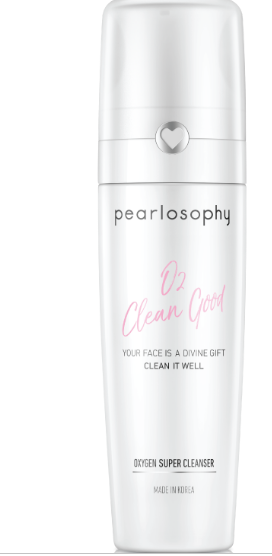 pearlosophy
O2
Clean Good
YOUR FACE IS A DIVINE GIFT
CLEAN IT WELL
OXYGEN SUPER CLEANSER
MADE IN KOREA